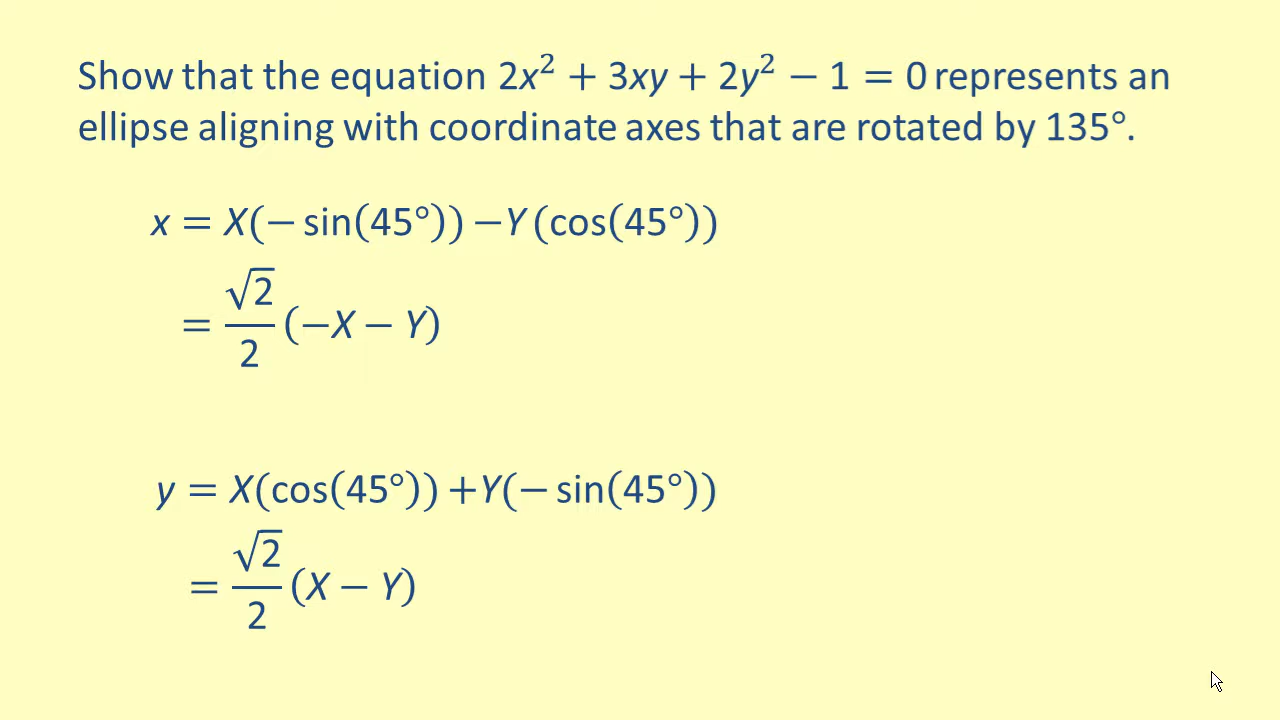 Show that the equation 2x² + 3xy + 2y² − 1 = 0 represents an
ellipse aligning with coordinate axes that are rotated by 135°.
x = X(− sin(45°)) −Y (cos(45°))
= √2/2 (−X − Y)
y = X(cos(45°)) +Y(− sin(45°))
= √2/2 (X − Y)